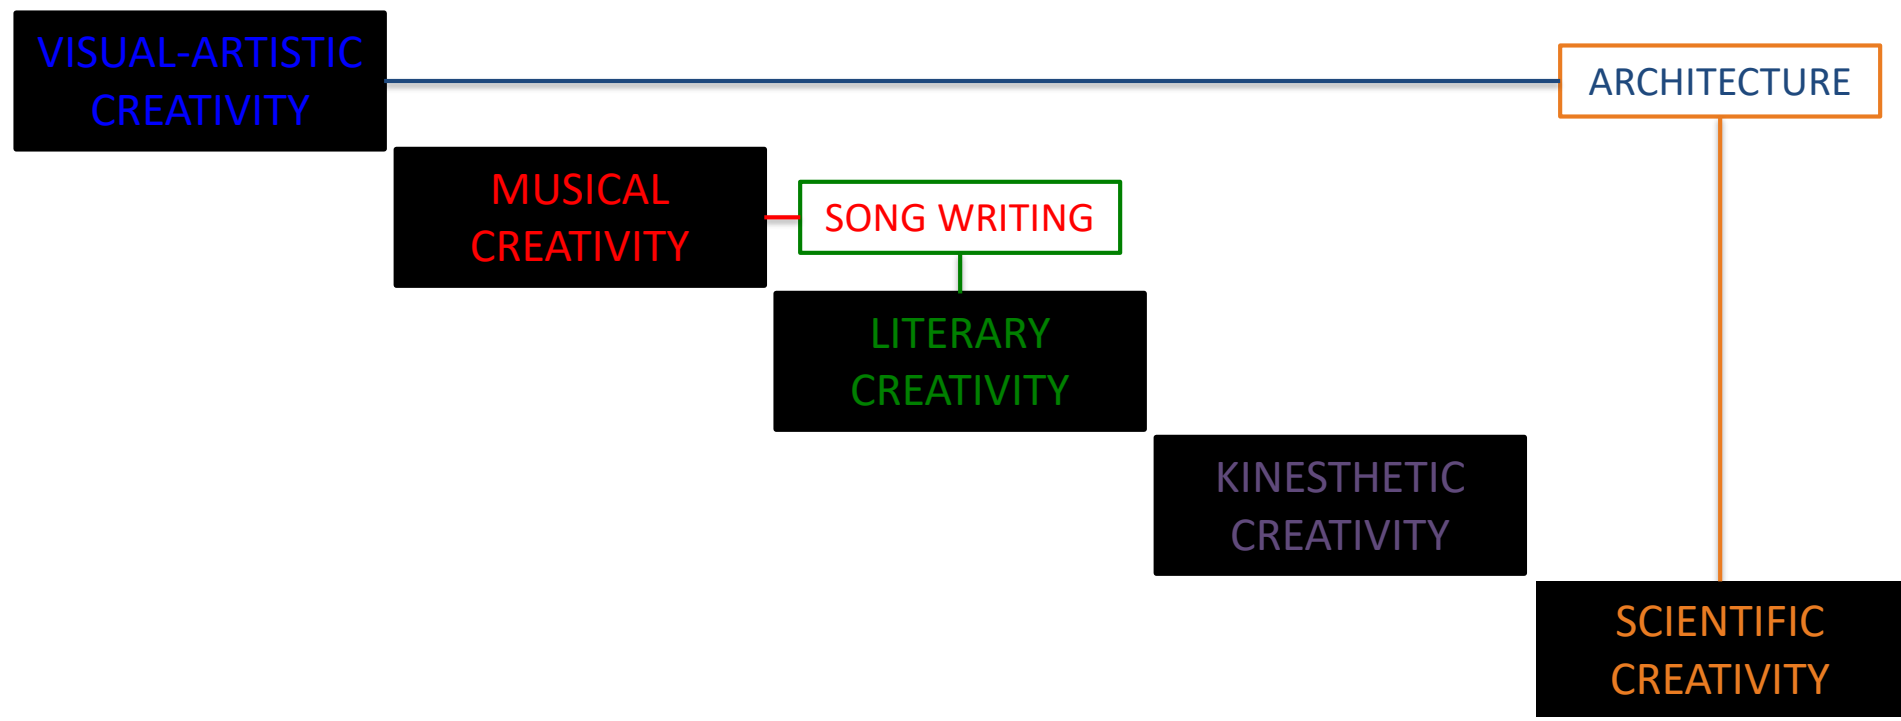 VISUAL-ARTISTIC
CREATIVITY
ARCHITECTURE
MUSICAL
CREATIVITY
SONG WRITING
LITERARY
CREATIVITY
KINESTHETIC
CREATIVITY
SCIENTIFIC
CREATIVITY